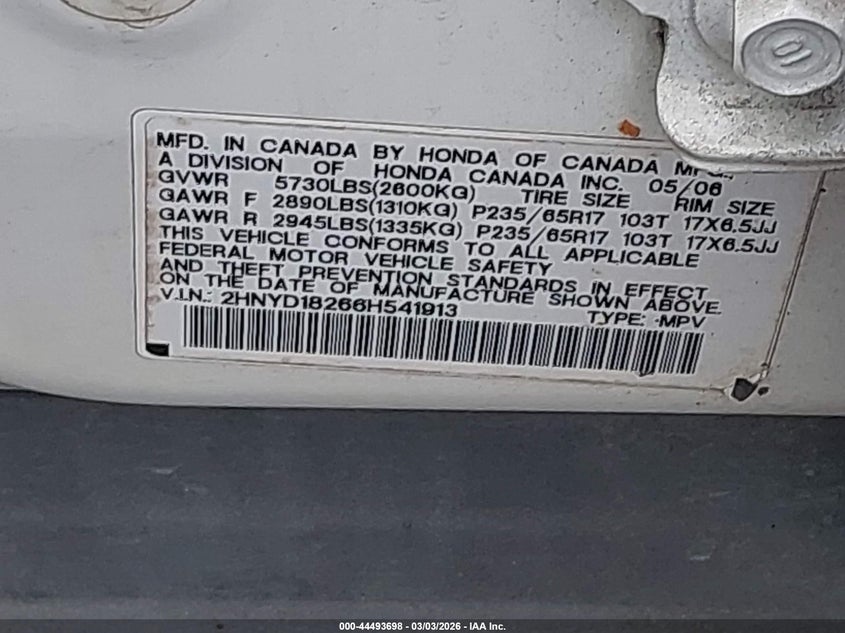 MFD. IN CANADA BY HONDA OF CANADA MFG.,
A DIVISION OF HONDA CANADA INC. 05/06
GVWR 5730LBS(2600KG) TIRE SIZE RIM SIZE
GAWR F 2890LBS(1310KG) P235/65R17 103T 17X6.5JJ
GAWR R 2945LBS(1335KG) P235/65R17 103T 17X6.5JJ
THIS VEHICLE CONFORMS TO ALL APPLICABLE
FEDERAL MOTOR VEHICLE SAFETY
AND THEFT PREVENTION STANDARDS IN EFFECT
ON THE DATE OF MANUFACTURE SHOWN ABOVE.
V.I.N.: 2HNYD18266H541913 TYPE: MPV
000-44493698 - 03/03/2026 - IAA Inc.